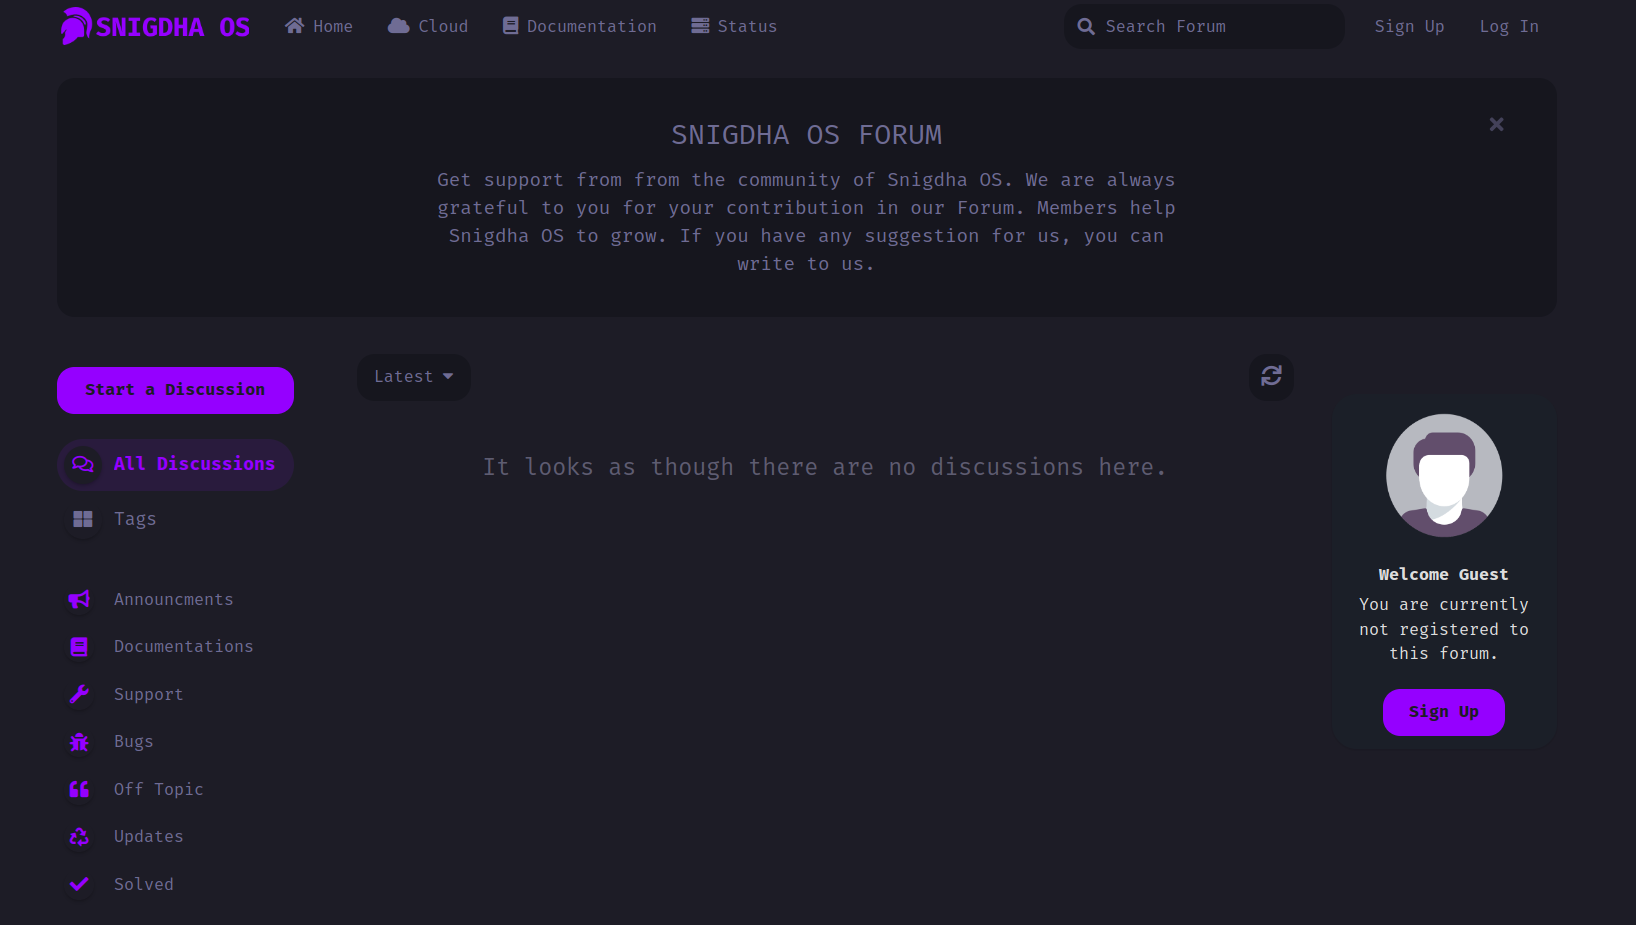 SNIGDHA OS Home Cloud Documentation Status Search Forum Sign Up Log In
SNIGDHA OS FORUM
Get support from from the community of Snigdha OS. We are always
grateful to you for your contribution in our Forum. Members help
Snigdha OS to grow. If you have any suggestion for us, you can
write to us.
Start a Discussion
All Discussions
Tags
Announcments
Documentations
Support
Bugs
Off Topic
Updates
Solved
Latest
It looks as though there are no discussions here.
Welcome Guest
You are currently
not registered to
this forum.
Sign Up